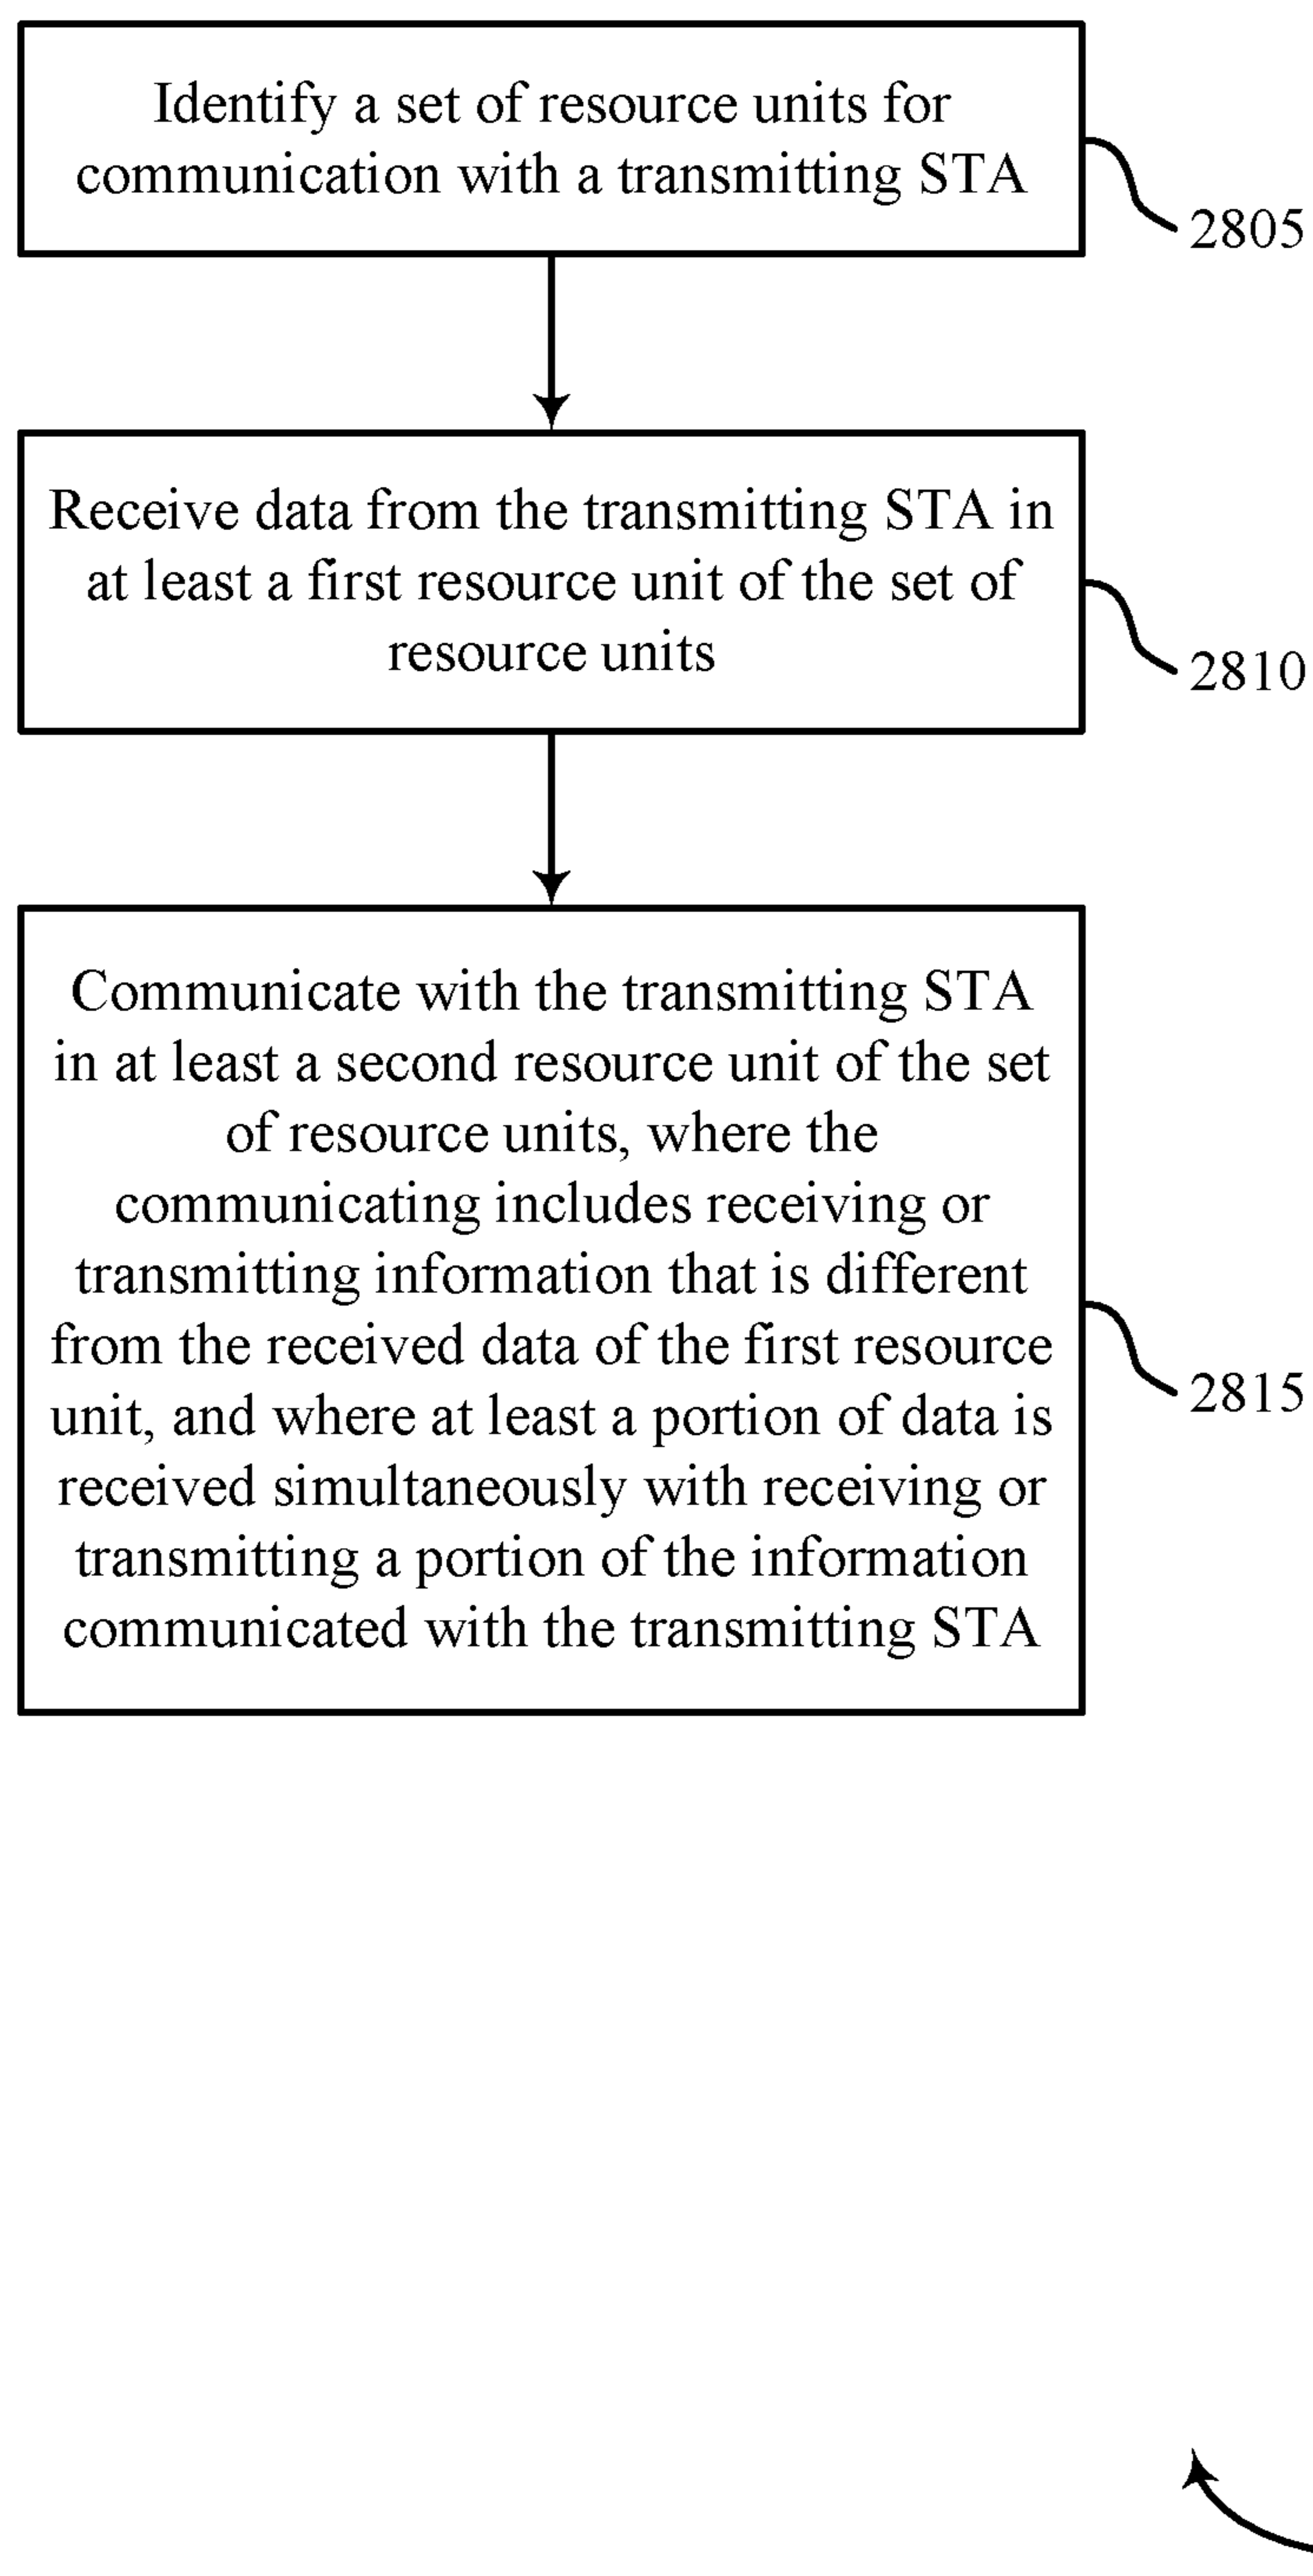 Identify a set of resource units for
communication with a transmitting STA
2805
Receive data from the transmitting STA in
at least a first resource unit of the set of
resource units
2810
Communicate with the transmitting STA
in at least a second resource unit of the set
of resource units, where the
communicating includes receiving or
transmitting information that is different
from the received data of the first resource
unit, and where at least a portion of data is
received simultaneously with receiving or
transmitting a portion of the information
communicated with the transmitting STA
2815